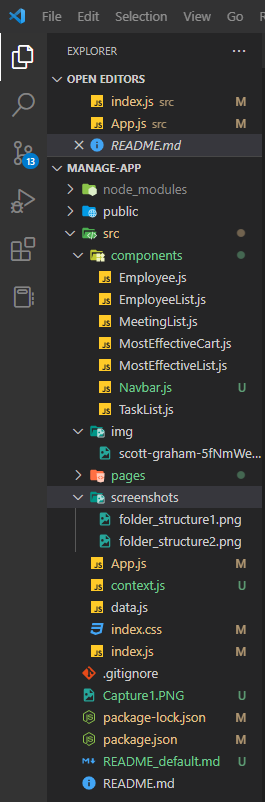 File Edit Selection View Go
EXPLORER
OPEN EDITORS
index.js src M
App.js src M
README.md
MANAGE-APP
node_modules
public
src
components
Employee.js
EmployeeList.js
MeetingList.js
MostEffectiveCart.js
MostEffectiveList.js
Navbar.js U
TaskList.js
img
scott-graham-5fNmWe...
pages
screenshots
folder_structure1.png
folder_structure2.png
App.js M
context.js U
data.js
index.css M
index.js M
.gitignore
Capture1.PNG U
package-lock.json M
package.json M
README_default.md U
README.md
13